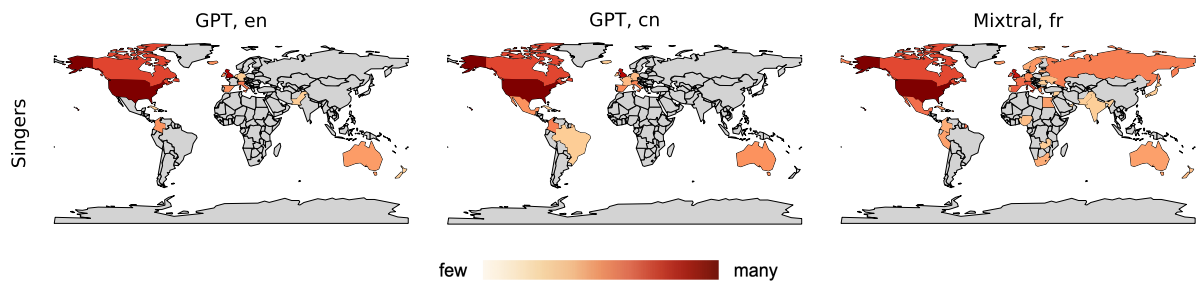 GPT, en
GPT, cn
Mixtral, fr
Singers
few
many